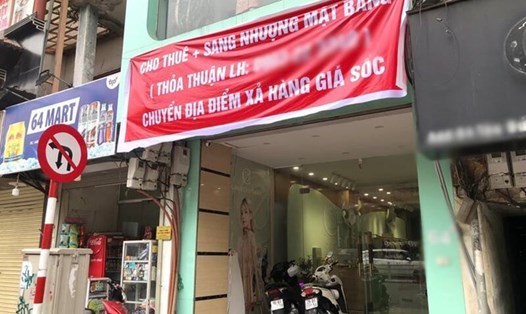 CHO THUÊ + SANG NHƯỢNG MẶT BẰNG
( THỎA THUẬN LH:
CHUYỂN ĐỊA ĐIỂM XẢ HÀNG GIÁ SỐC
64 MART